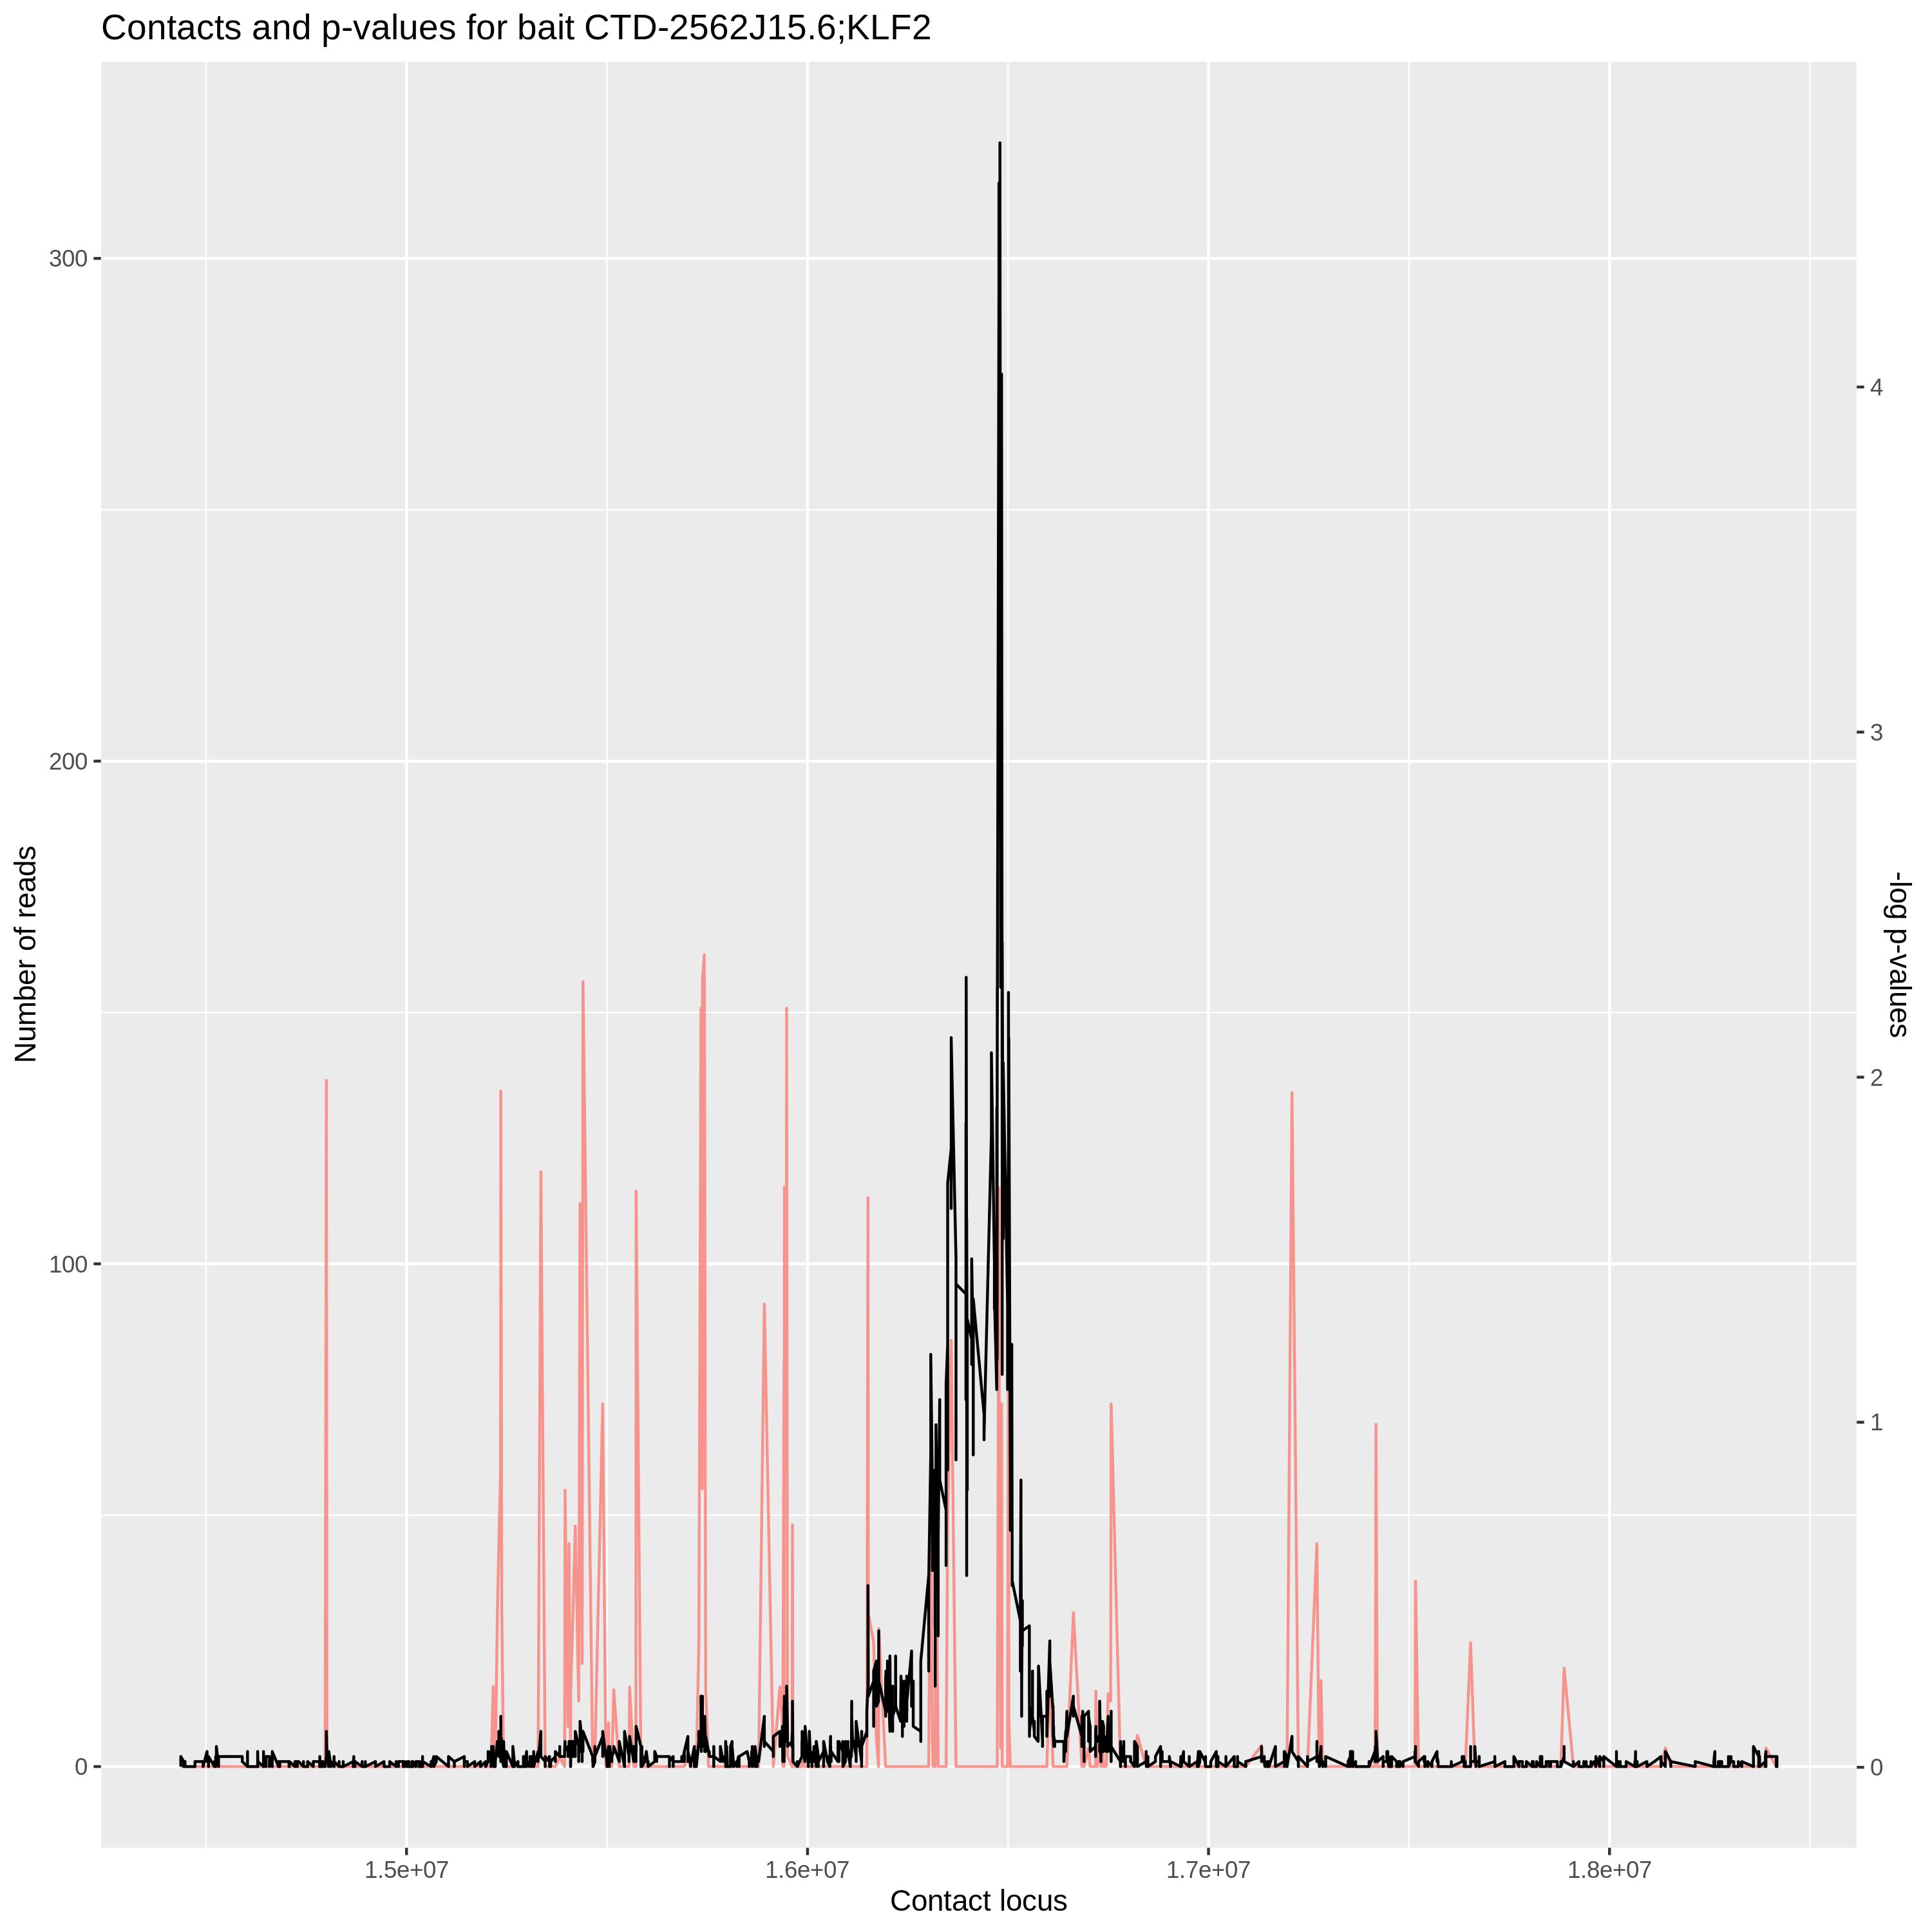 Contacts and p-values for bait CTD-2562J15.6;KLF2
300
200
100
0
Number of reads
4
3
2
1
0
-log p-values
1.5e+07
1.6e+07
1.7e+07
1.8e+07
Contact locus